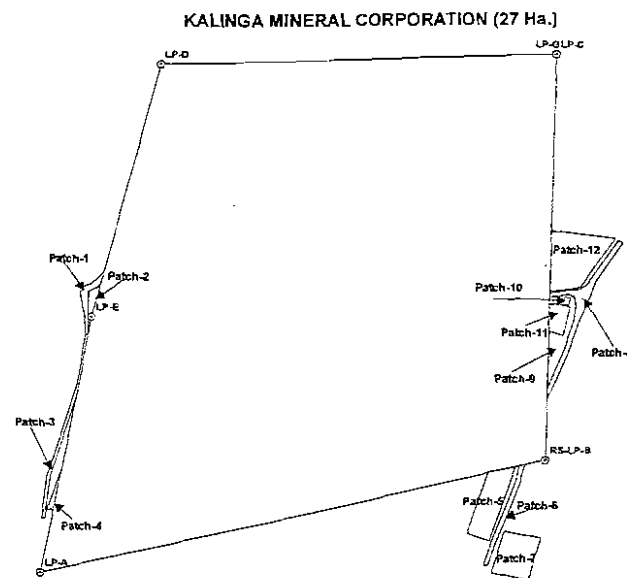 KALINGA MINERAL CORPORATION (27 Ha.]
LP-D
LP-G LP-C
Patch-12
Patch-1
Patch-2
Patch-10
LP-E
Patch-11
Patch-9
Patch-3
RS-LP-B
Patch-5
Patch-6
Patch-4
Patch-7
LP-A